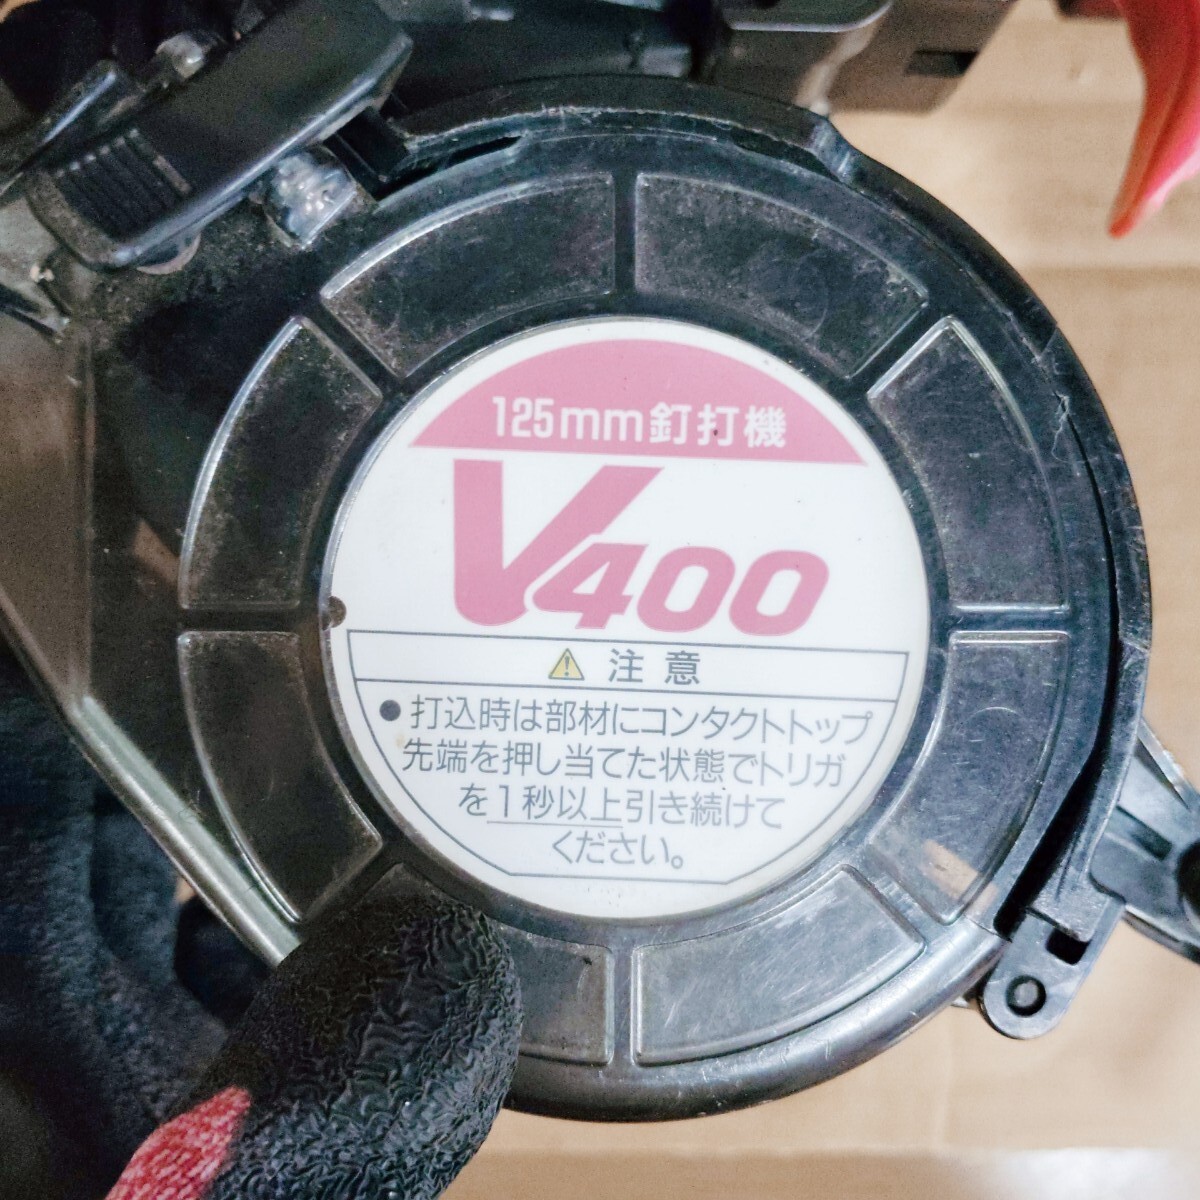 125mm釘打機
V400
⚠ 注意
●打込時は部材にコンタクトトップ
先端を押し当てた状態でトリガ
を1秒以上引き続けて
ください。